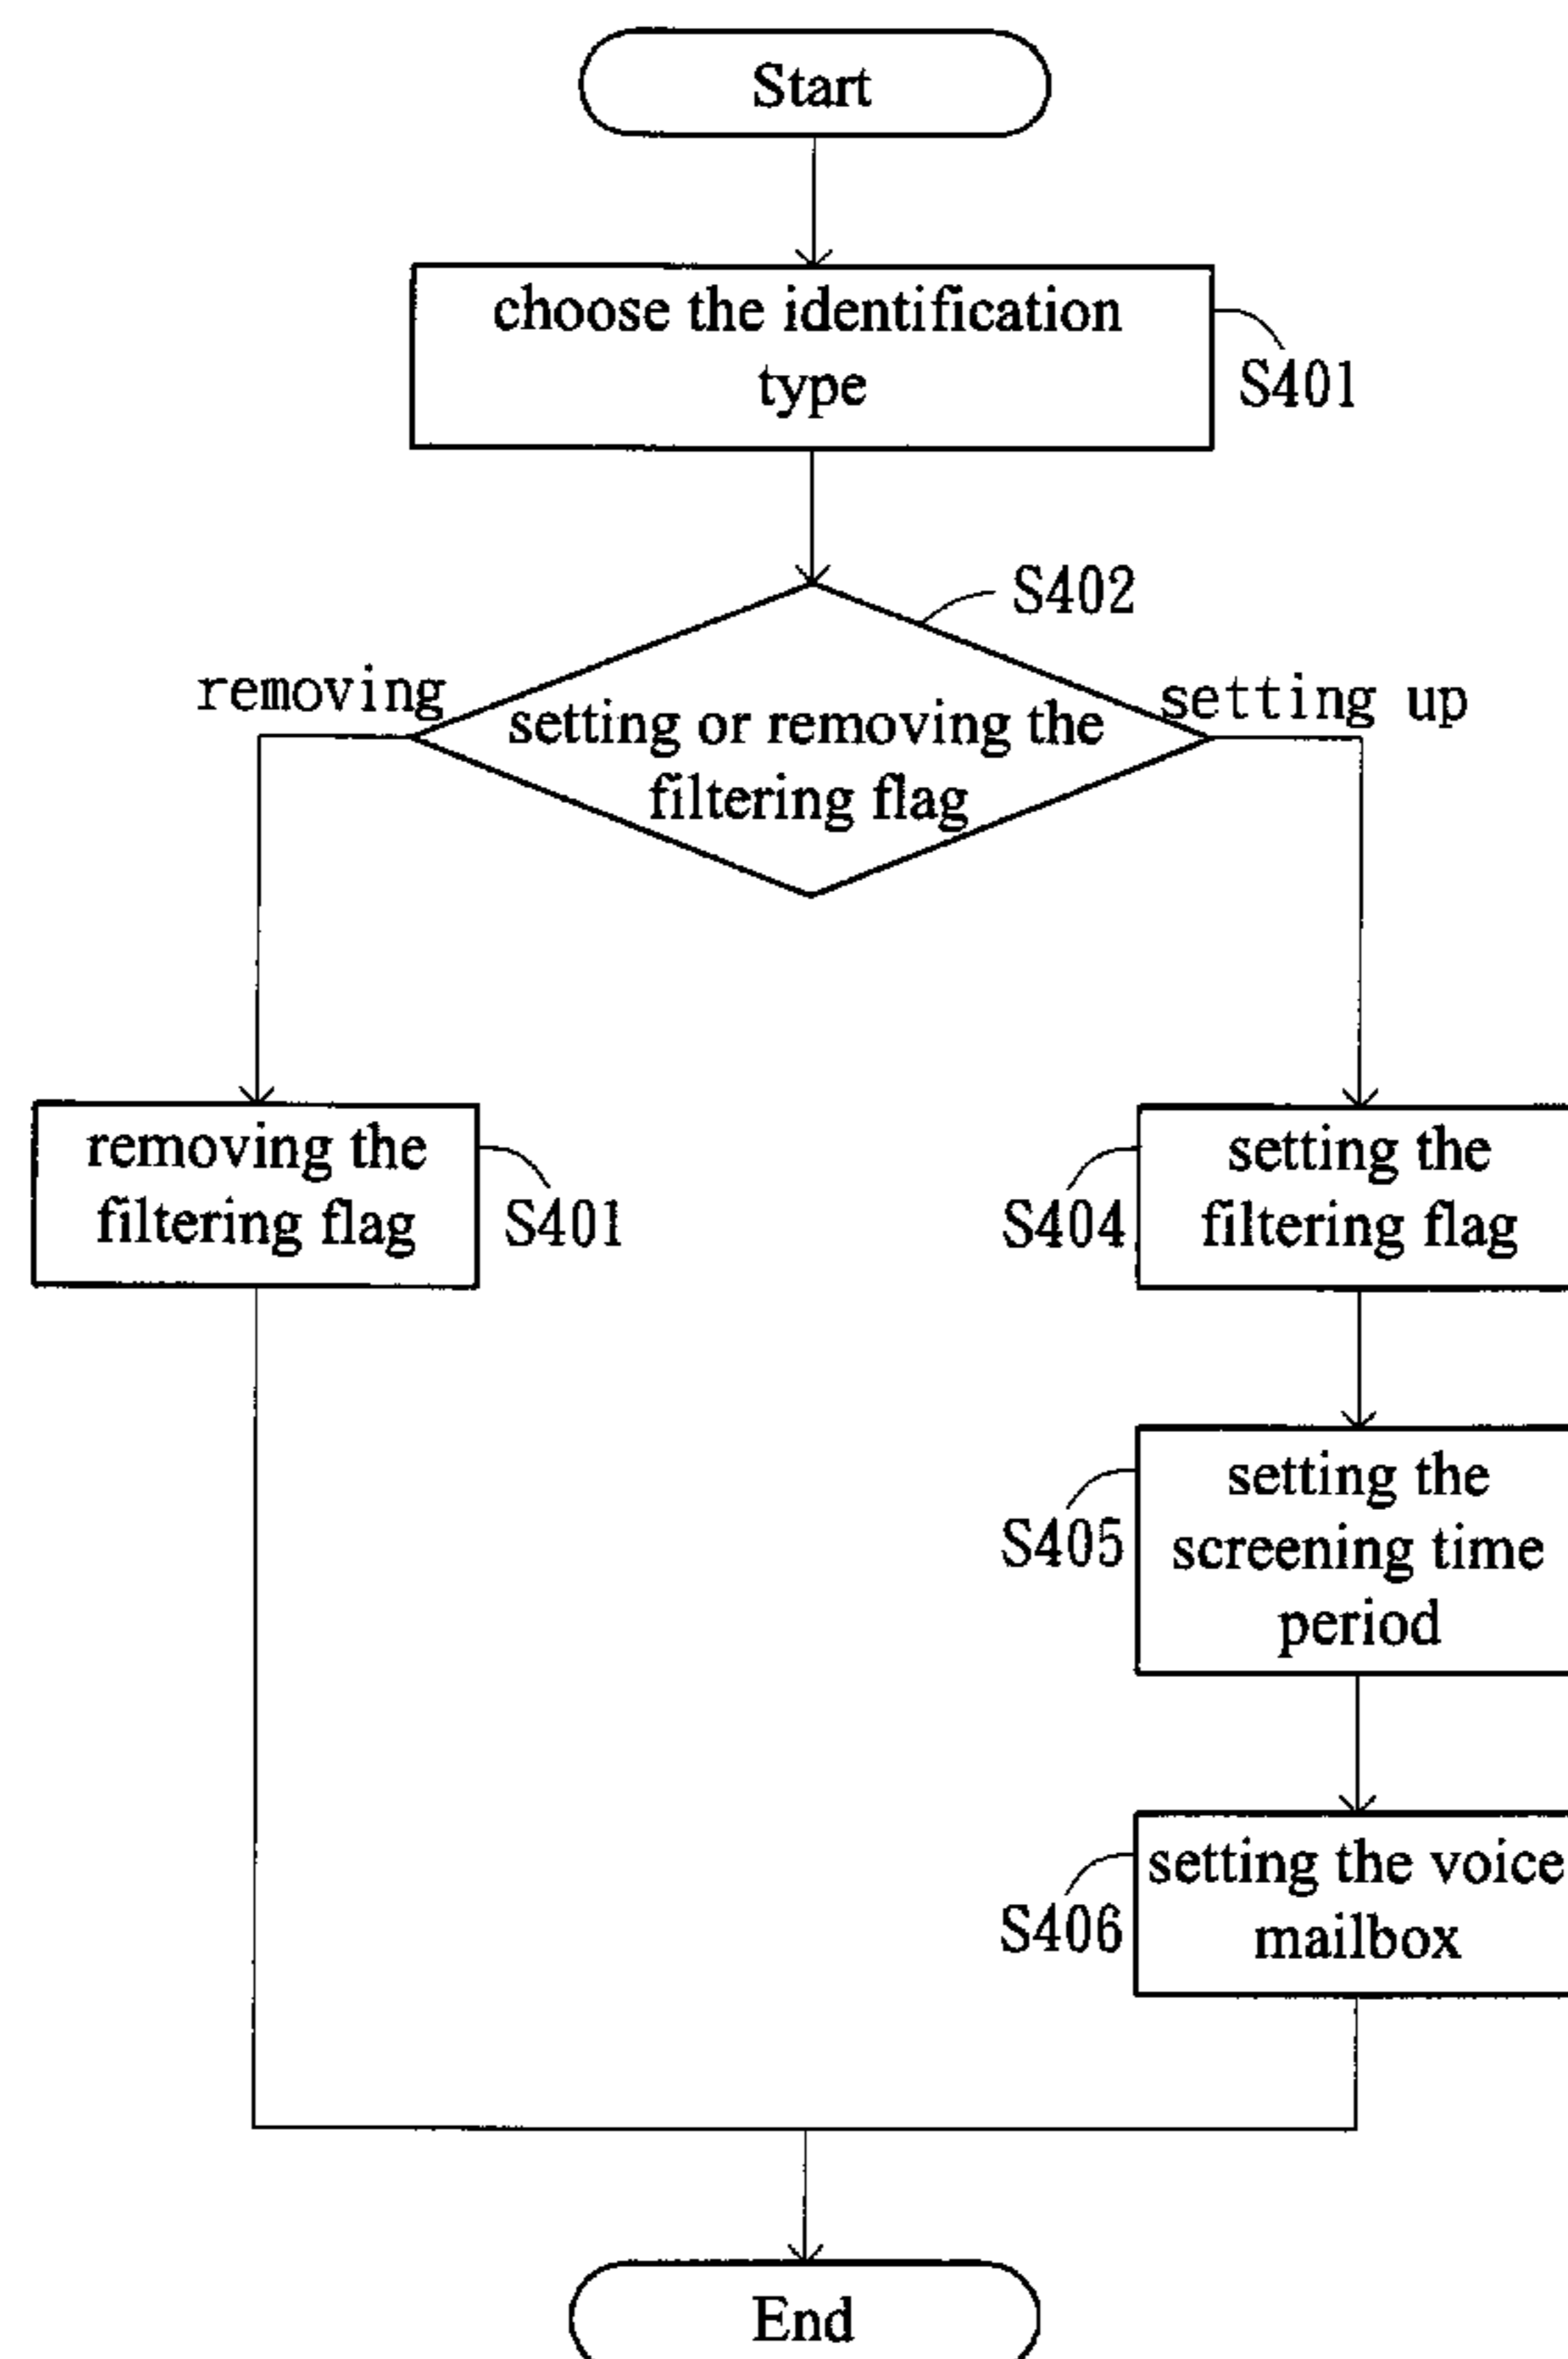 Start
choose the identification
type
S401
S402
removing
setting up
setting or removing the
filtering flag
removing the
filtering flag
S401
setting the
filtering flag
S404
setting the
screening time
period
S405
setting the voice
mailbox
S406
End